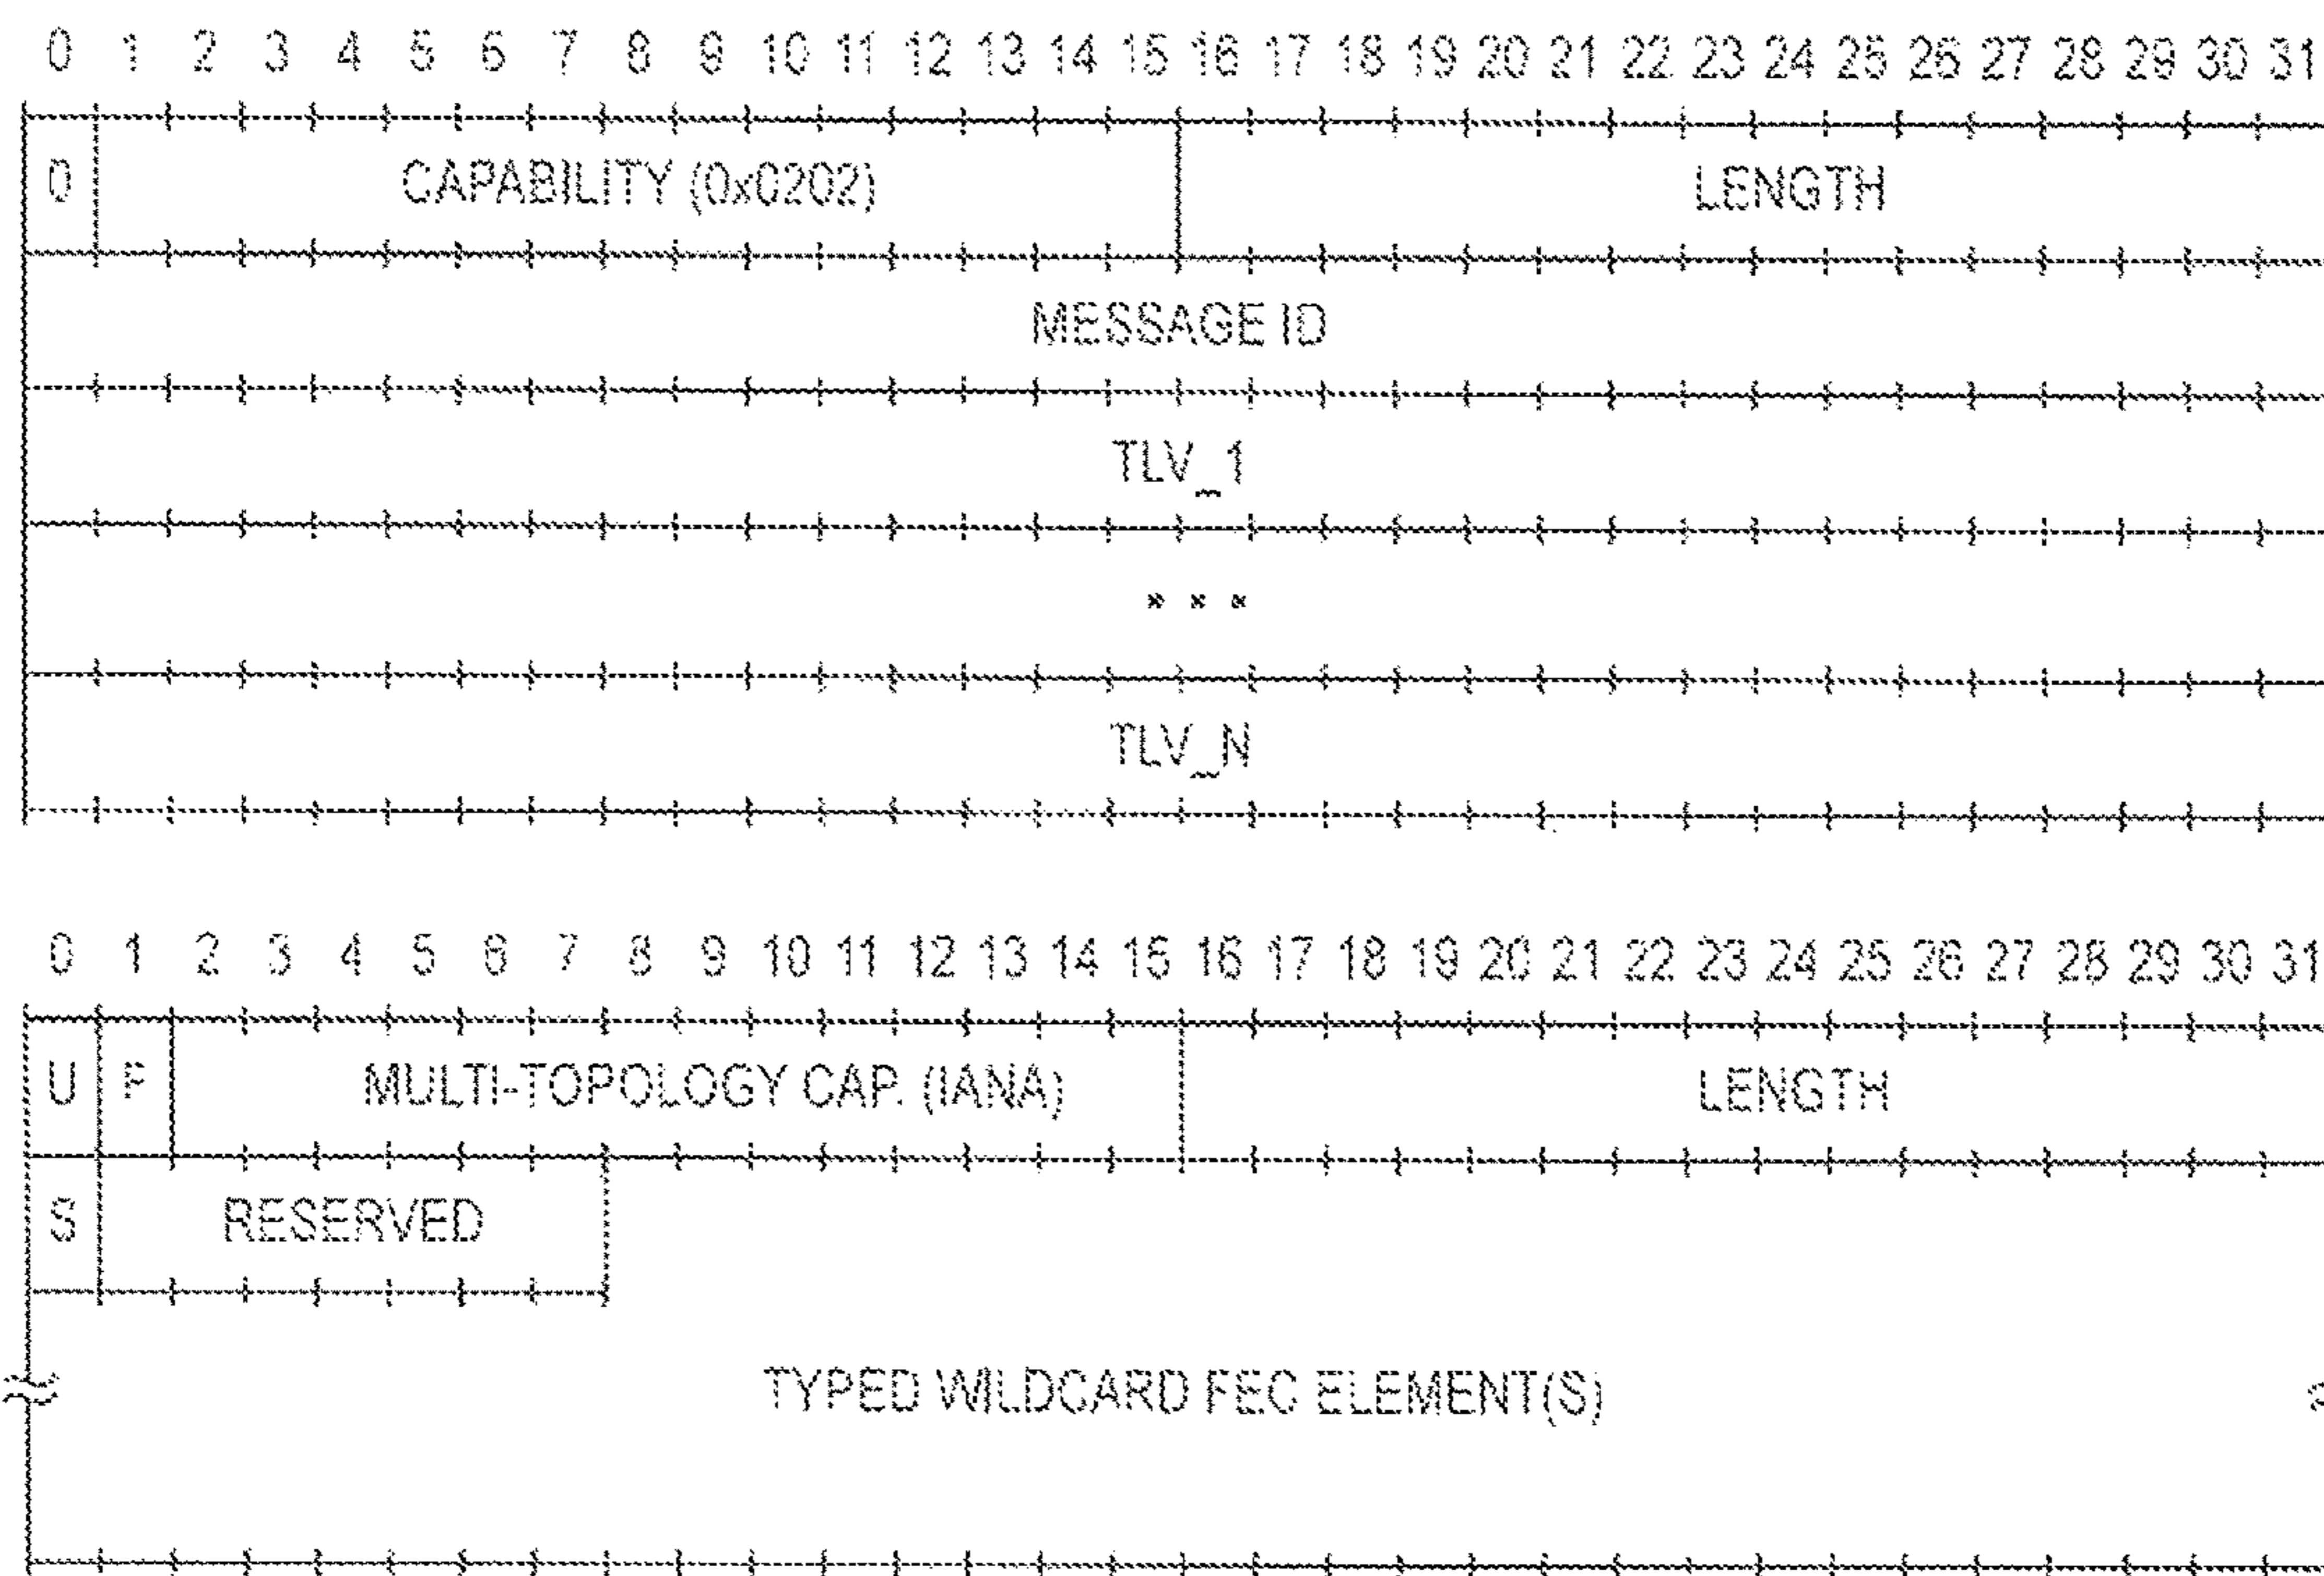 0 1 2 3 4 5 6 7 8 9 10 11 12 13 14 15 16 17 18 19 20 21 22 23 24 25 26 27 28 29 30 31
0 CAPABILITY (0x0202) LENGTH
MESSAGE ID
TLV_1
...
TLV_N
0 1 2 3 4 5 6 7 8 9 10 11 12 13 14 15 16 17 18 19 20 21 22 23 24 25 26 27 28 29 30 31
U F MULTI-TOPOLOGY CAP. (IANA) LENGTH
S RESERVED
TYPED WILDCARD FEC ELEMENT(S)